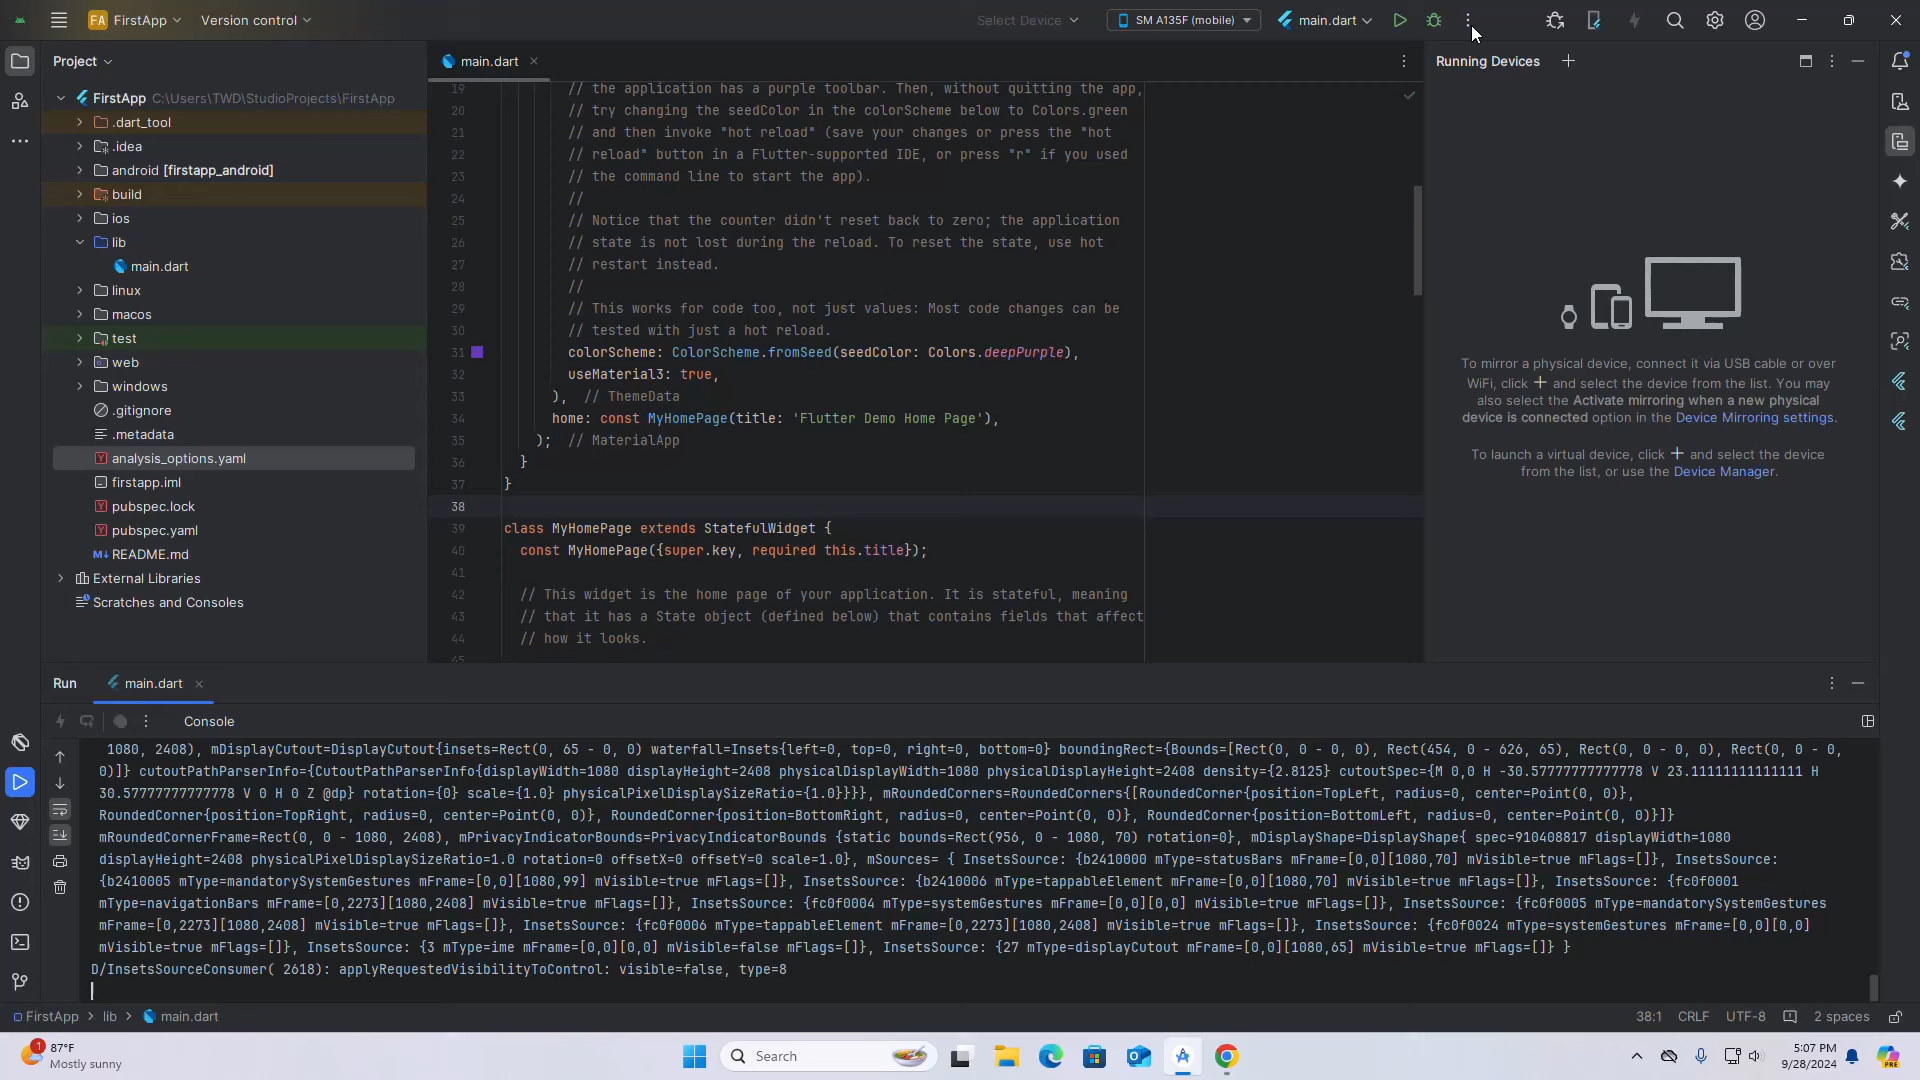 FA FirstApp Version control Select Device SM A135F (mobile) main.dart
Project
FirstApp C:\Users\TWD\StudioProjects\FirstApp
.dart_tool
.idea
android [firstapp_android]
build
ios
lib
main.dart
linux
macos
test
web
windows
.gitignore
.metadata
analysis_options.yaml
firstapp.iml
pubspec.lock
pubspec.yaml
M↓ README.md
External Libraries
Scratches and Consoles
main.dart
19 // the application has a purple toolbar. Then, without quitting the app,
20 // try changing the seedColor in the colorScheme below to Colors.green
21 // and then invoke "hot reload" (save your changes or press the "hot
22 // reload" button in a Flutter-supported IDE, or press "r" if you used
23 // the command line to start the app).
24 //
25 // Notice that the counter didn't reset back to zero; the application
26 // state is not lost during the reload. To reset the state, use hot
27 // restart instead.
28 //
29 // This works for code too, not just values: Most code changes can be
30 // tested with just a hot reload.
31 colorScheme: ColorScheme.fromSeed(seedColor: Colors.deepPurple),
32 useMaterial3: true,
33 ), // ThemeData
34 home: const MyHomePage(title: 'Flutter Demo Home Page'),
35 ); // MaterialApp
36 }
37 }
38
39 class MyHomePage extends StatefulWidget {
40 const MyHomePage({super.key, required this.title});
41
42 // This widget is the home page of your application. It is stateful, meaning
43 // that it has a State object (defined below) that contains fields that affect
44 // how it looks.
45
Running Devices
To mirror a physical device, connect it via USB cable or over
WiFi, click + and select the device from the list. You may
also select the Activate mirroring when a new physical
device is connected option in the Device Mirroring settings.
To launch a virtual device, click + and select the device
from the list, or use the Device Manager.
Run main.dart
Console
1080, 2408), mDisplayCutout=DisplayCutout{insets=Rect(0, 65 - 0, 0) waterfall=Insets{left=0, top=0, right=0, bottom=0} boundingRect={Bounds=[Rect(0, 0 - 0, 0), Rect(454, 0 - 626, 65), Rect(0, 0 - 0, 0), Rect(0, 0 - 0,
0)]} cutoutPathParserInfo={CutoutPathParserInfo{displayWidth=1080 displayHeight=2408 physicalDisplayWidth=1080 physicalDisplayHeight=2408 density={2.8125} cutoutSpec={M 0,0 H -30.57777777777778 V 23.11111111111111 H
30.57777777777778 V 0 H 0 Z @dp} rotation={0} scale={1.0} physicalPixelDisplaySizeRatio={1.0}}}}, mRoundedCorners=RoundedCorners{[RoundedCorner{position=TopLeft, radius=0, center=Point(0, 0)},
RoundedCorner{position=TopRight, radius=0, center=Point(0, 0)}, RoundedCorner{position=BottomRight, radius=0, center=Point(0, 0)}, RoundedCorner{position=BottomLeft, radius=0, center=Point(0, 0)}]}
mRoundedCornerFrame=Rect(0, 0 - 1080, 2408), mPrivacyIndicatorBounds=PrivacyIndicatorBounds {static bounds=Rect(956, 0 - 1080, 70) rotation=0}, mDisplayShape=DisplayShape{ spec=910408817 displayWidth=1080
displayHeight=2408 physicalPixelDisplaySizeRatio=1.0 rotation=0 offsetX=0 offsetY=0 scale=1.0}, mSources= { InsetsSource: {b2410000 mType=statusBars mFrame=[0,0][1080,70] mVisible=true mFlags=[]}, InsetsSource:
{b2410005 mType=mandatorySystemGestures mFrame=[0,0][1080,99] mVisible=true mFlags=[]}, InsetsSource: {b2410006 mType=tappableElement mFrame=[0,0][1080,70] mVisible=true mFlags=[]}, InsetsSource: {fc0f0001
mType=navigationBars mFrame=[0,2273][1080,2408] mVisible=true mFlags=[]}, InsetsSource: {fc0f0004 mType=systemGestures mFrame=[0,0][0,0] mVisible=true mFlags=[]}, InsetsSource: {fc0f0005 mType=mandatorySystemGestures
mFrame=[0,2273][1080,2408] mVisible=true mFlags=[]}, InsetsSource: {fc0f0006 mType=tappableElement mFrame=[0,2273][1080,2408] mVisible=true mFlags=[]}, InsetsSource: {fc0f0024 mType=systemGestures mFrame=[0,0][0,0]
mVisible=true mFlags=[]}, InsetsSource: {3 mType=ime mFrame=[0,0][0,0] mVisible=false mFlags=[]}, InsetsSource: {27 mType=displayCutout mFrame=[0,0][1080,65] mVisible=true mFlags=[]} }
D/InsetsSourceConsumer( 2618): applyRequestedVisibilityToControl: visible=false, type=8
FirstApp > lib > main.dart 38:1 CRLF UTF-8 2 spaces
1 87°F
Mostly sunny
Search
5:07 PM
9/28/2024
PRE